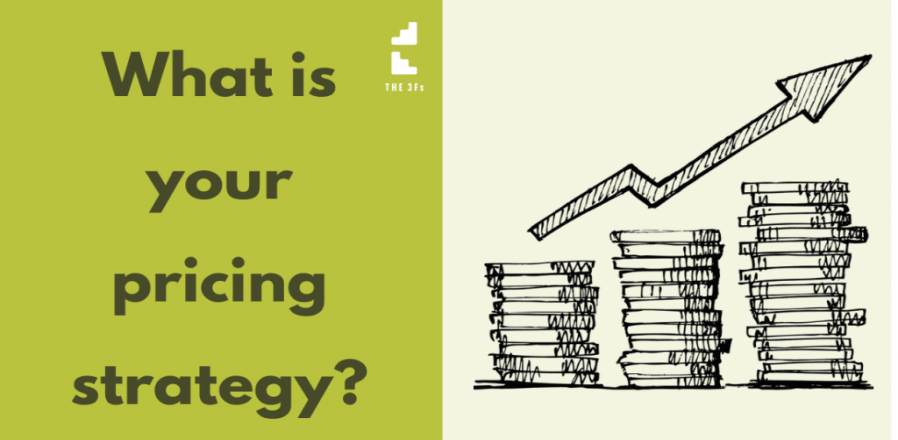 What is
your
pricing
strategy?
THE 3Fs